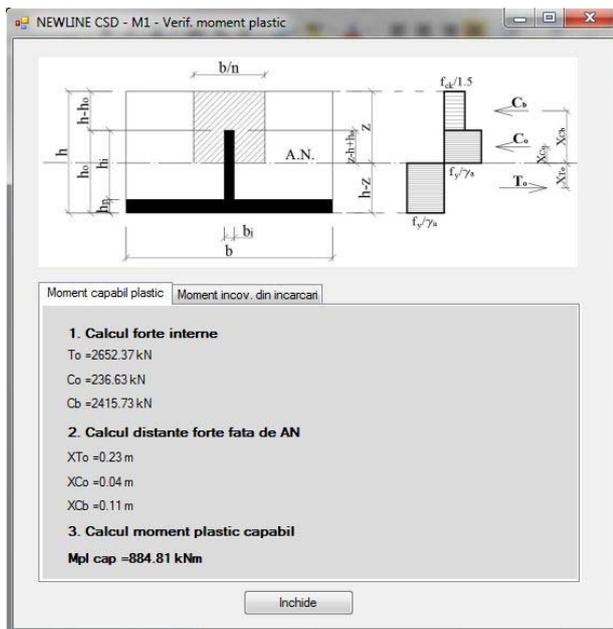 NEWLINE CSD - M1 - Verif. moment plastic
b/n
h-ho
h
hi
ho
hp
A.N.
bi
b
z
z-h+ho
h-z
fck/1.5
Cb
Co
XCo
XCb
fy/γa
To
XTo
fy/γa
Moment capabil plastic
Moment incov. din incarcari
1. Calcul forte interne
To =2652.37 kN
Co =236.63 kN
Cb =2415.73 kN
2. Calcul distante forte fata de AN
XTo =0.23 m
XCo =0.04 m
XCb =0.11 m
3. Calcul moment plastic capabil
Mpl cap =884.81 kNm
Inchide